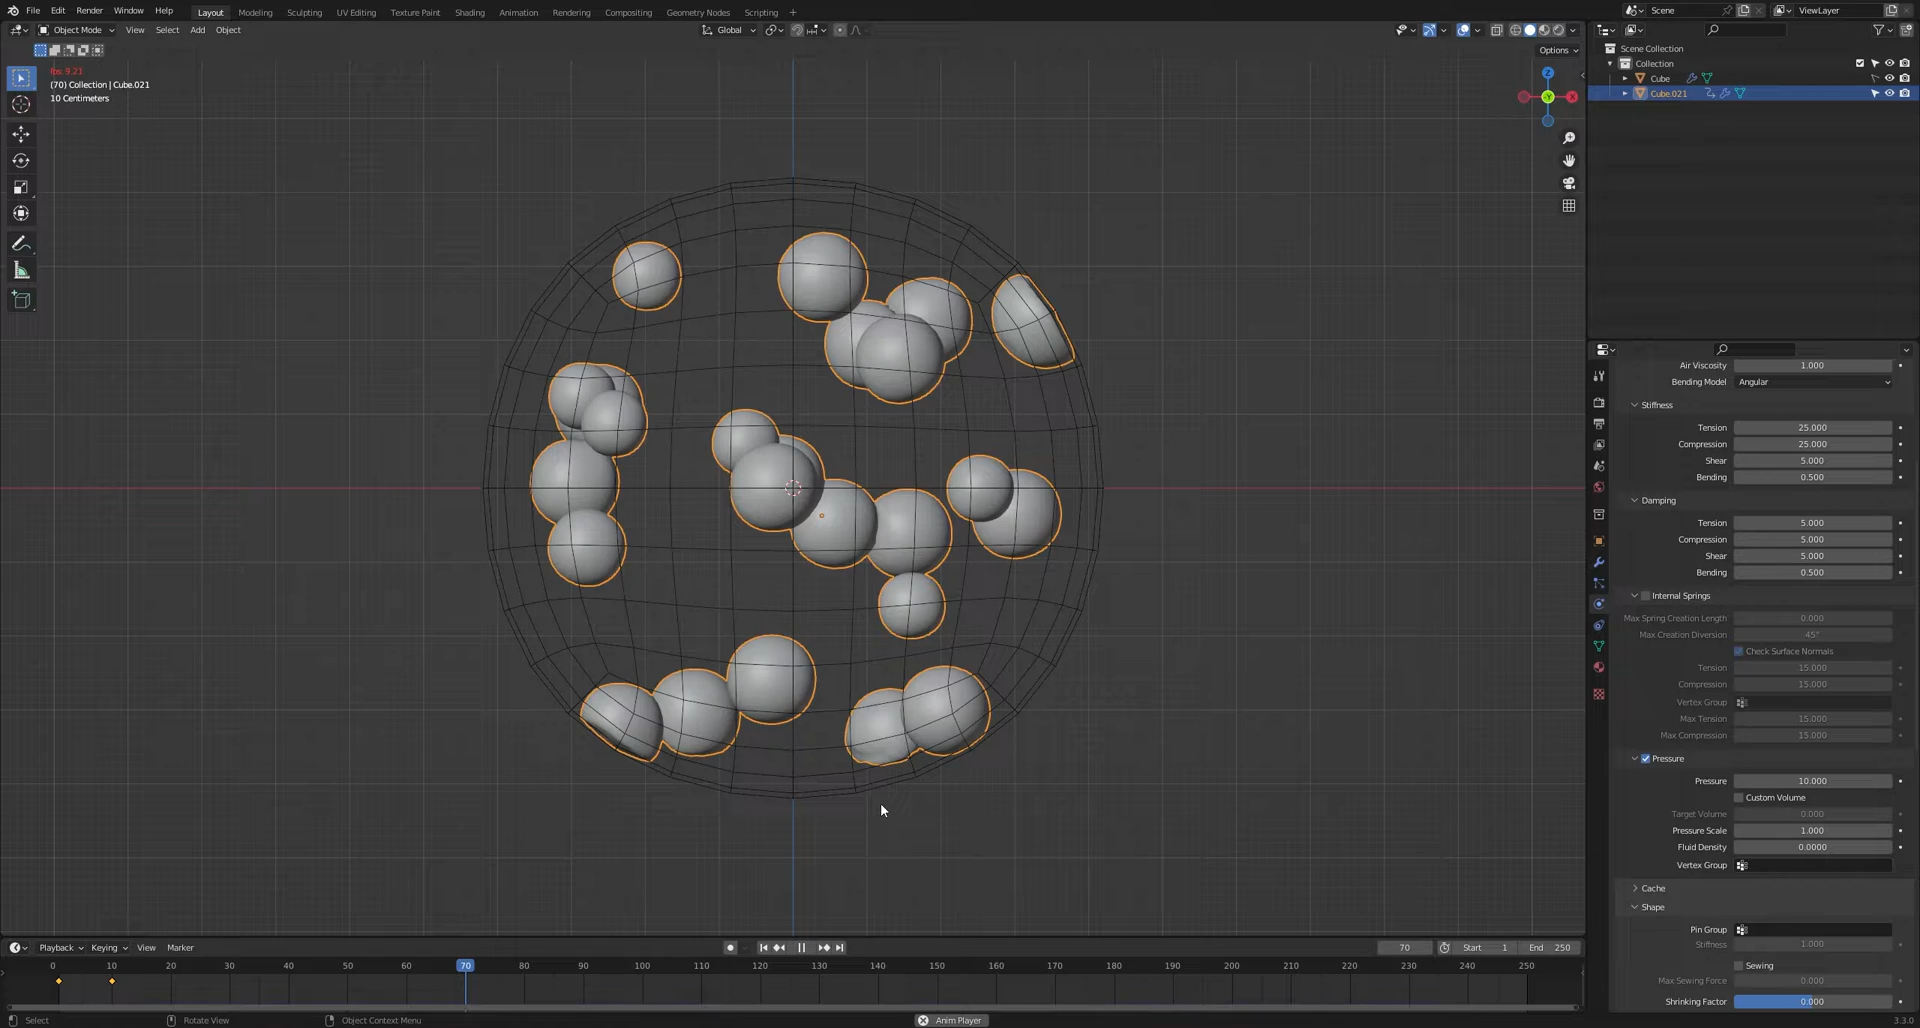 File Edit Render Window Help Layout Modeling Sculpting UV Editing Texture Paint Shading Animation Rendering Compositing Geometry Nodes Scripting + Scene ViewLayer
Object Mode View Select Add Object Global
Options
fps: 9.21
(70) Collection | Cube.021
10 Centimeters
Z
-Y
X
Scene Collection
Collection
Cube
Cube.021
Air Viscosity 1.000
Bending Model Angular
Stiffness
Tension 25.000
Compression 25.000
Shear 5.000
Bending 0.500
Damping
Tension 5.000
Compression 5.000
Shear 5.000
Bending 0.500
Internal Springs
Max Spring Creation Length 0.000
Max Creation Diversion 45°
Check Surface Normals
Tension 15.000
Compression 15.000
Vertex Group
Max Tension 15.000
Max Compression 15.000
Pressure
Pressure 10.000
Custom Volume
Target Volume 0.000
Pressure Scale 1.000
Fluid Density 0.0000
Vertex Group
Cache
Shape
Pin Group
Stiffness 1.000
Sewing
Max Sewing Force 0.000
Shrinking Factor 0.000
Playback Keying View Marker 70 Start 1 End 250
0 10 20 30 40 50 60 70 80 90 100 110 120 130 140 150 160 170 180 190 200 210 220 230 240 250
Select Rotate View Object Context Menu Anim Player 3.3.0